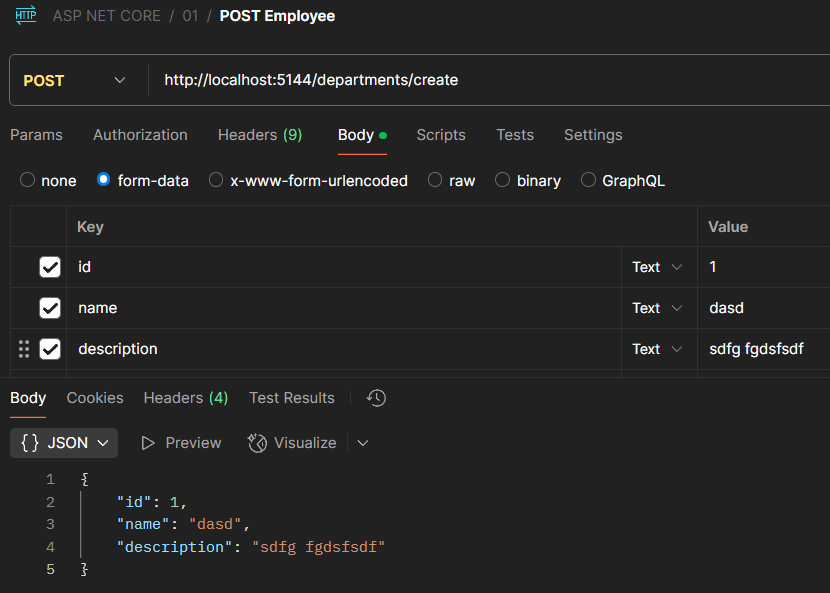 HTTP ASP NET CORE / 01 / POST Employee
POST http://localhost:5144/departments/create
Params Authorization Headers (9) Body Scripts Tests Settings
none form-data x-www-form-urlencoded raw binary GraphQL
Key Value
id Text 1
name Text dasd
description Text sdfg fgdsfsdf
Body Cookies Headers (4) Test Results
{} JSON Preview Visualize
1 {
2 "id": 1,
3 "name": "dasd",
4 "description": "sdfg fgdsfsdf"
5 }